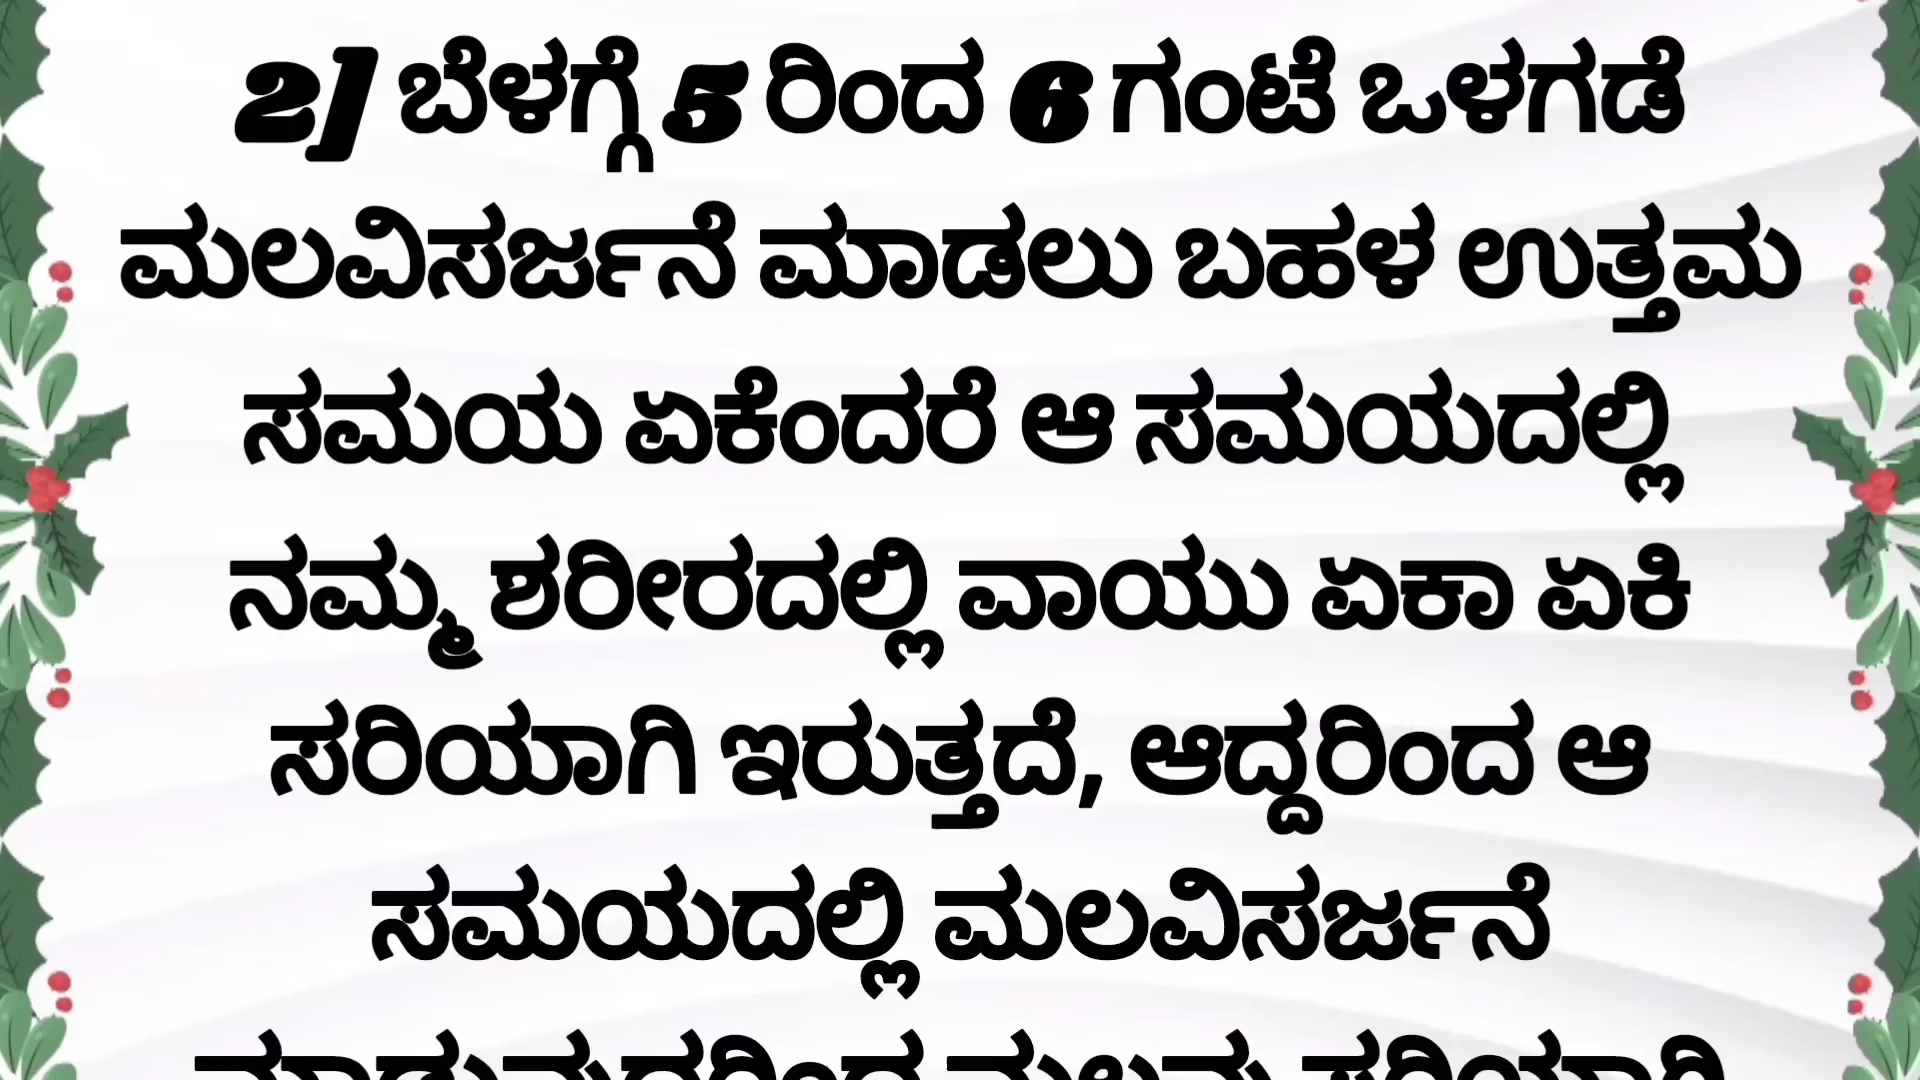 2] ಬೆಳಗ್ಗೆ 5 ರಿಂದ 6 ಗಂಟೆ ಒಳಗಡೆ
ಮಲವಿಸರ್ಜನೆ ಮಾಡಲು ಬಹಳ ಉತ್ತಮ
ಸಮಯ ಏಕೆಂದರೆ ಆ ಸಮಯದಲ್ಲಿ
ನಮ್ಮ ಶರೀರದಲ್ಲಿ ವಾಯು ಏಕಾ ಏಕಿ
ಸರಿಯಾಗಿ ಇರುತ್ತದೆ, ಆದ್ದರಿಂದ ಆ
ಸಮಯದಲ್ಲಿ ಮಲವಿಸರ್ಜನೆ